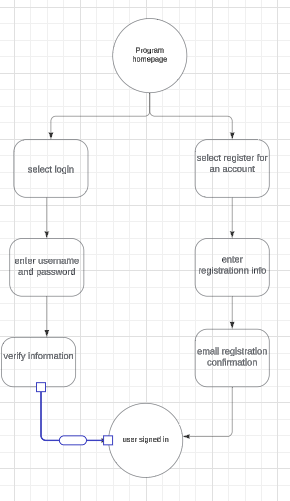 Program
homepage
select login
select register for
an account
enter username
and password
enter
registrationn info
verify information
email registration
confirmation
user signed in